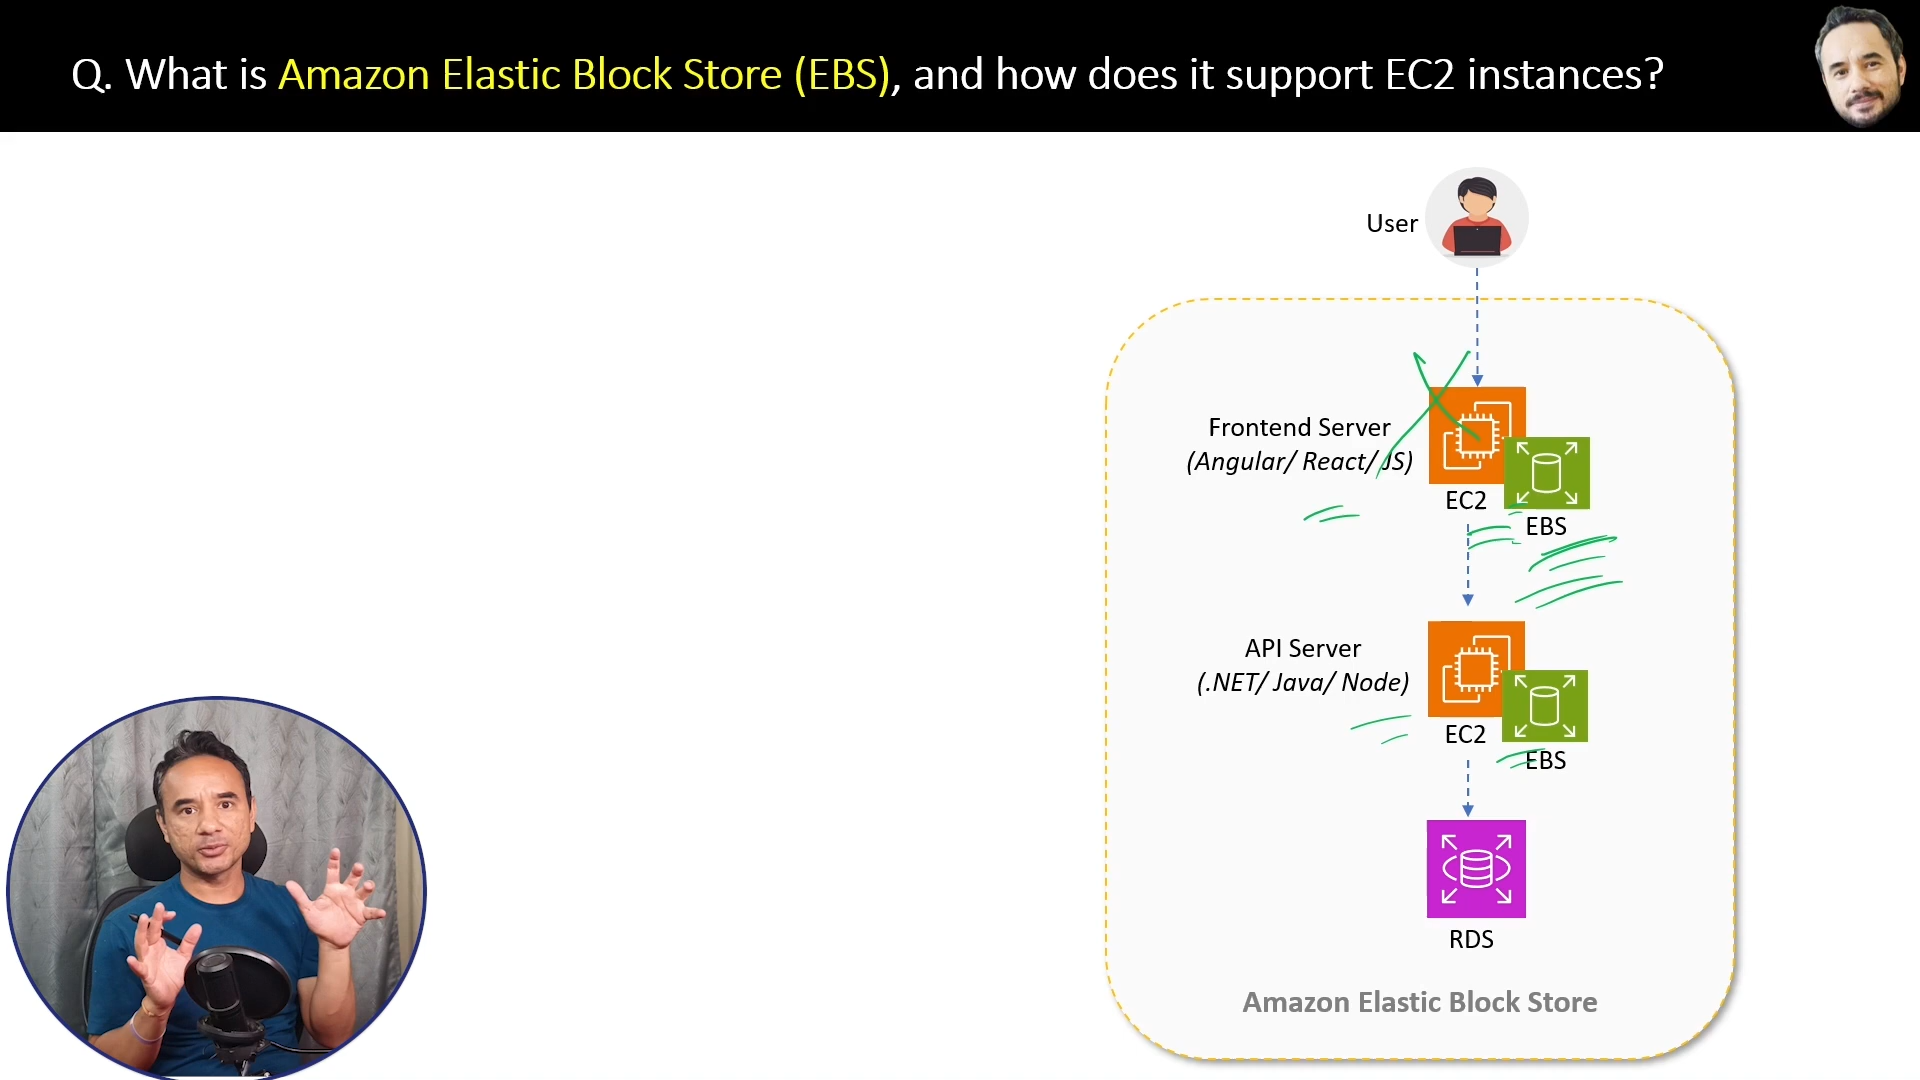 Q. What is Amazon Elastic Block Store (EBS), and how does it support EC2 instances?
User
Frontend Server
(Angular/ React/ JS)
EC2
EBS
API Server
(.NET/ Java/ Node)
EC2
EBS
RDS
Amazon Elastic Block Store